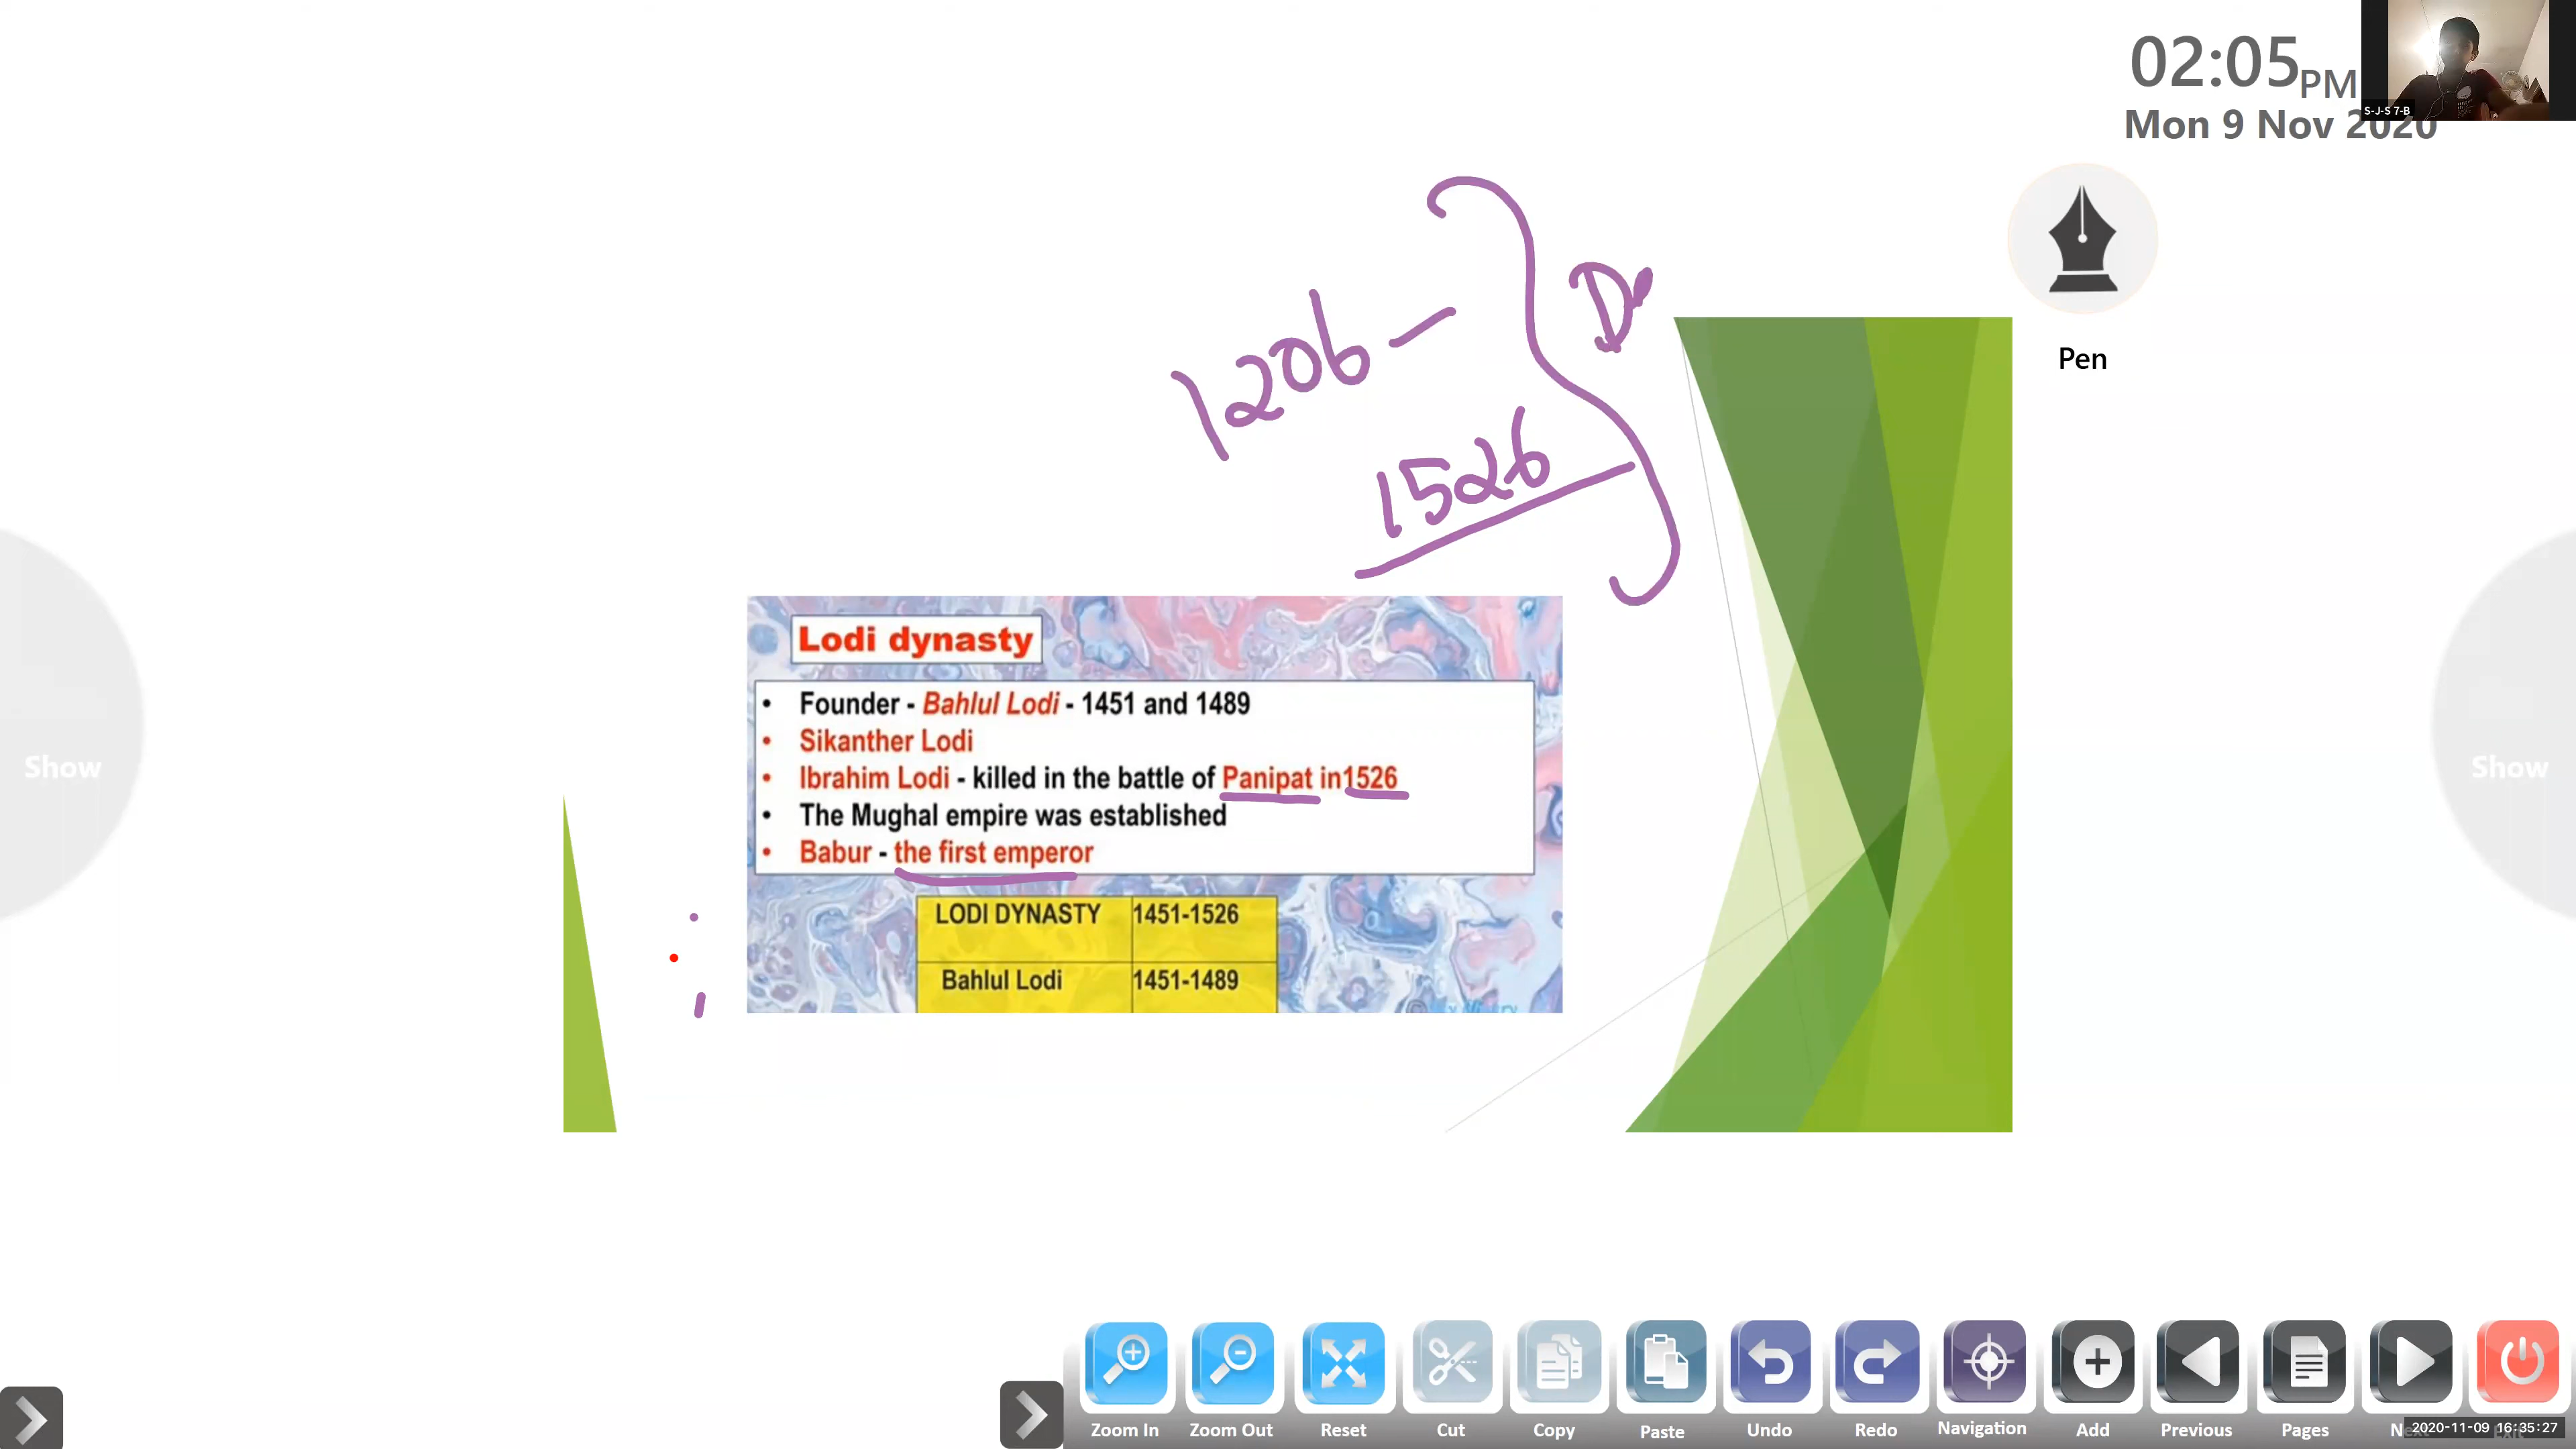 02:05 PM
S-J-S 7-B
Mon 9 Nov 2020
Pen
1206 -
1526
Show
Show
Lodi dynasty
• Founder - Bahlul Lodi - 1451 and 1489
• Sikanther Lodi
• Ibrahim Lodi - killed in the battle of Panipat in1526
• The Mughal empire was established
• Babur - the first emperor
LODI DYNASTY 1451-1526
Bahlul Lodi 1451-1489
Zoom In Zoom Out Reset Cut Copy Paste Undo Redo Navigation Add Previous Pages
2020-11-09 16:35:27